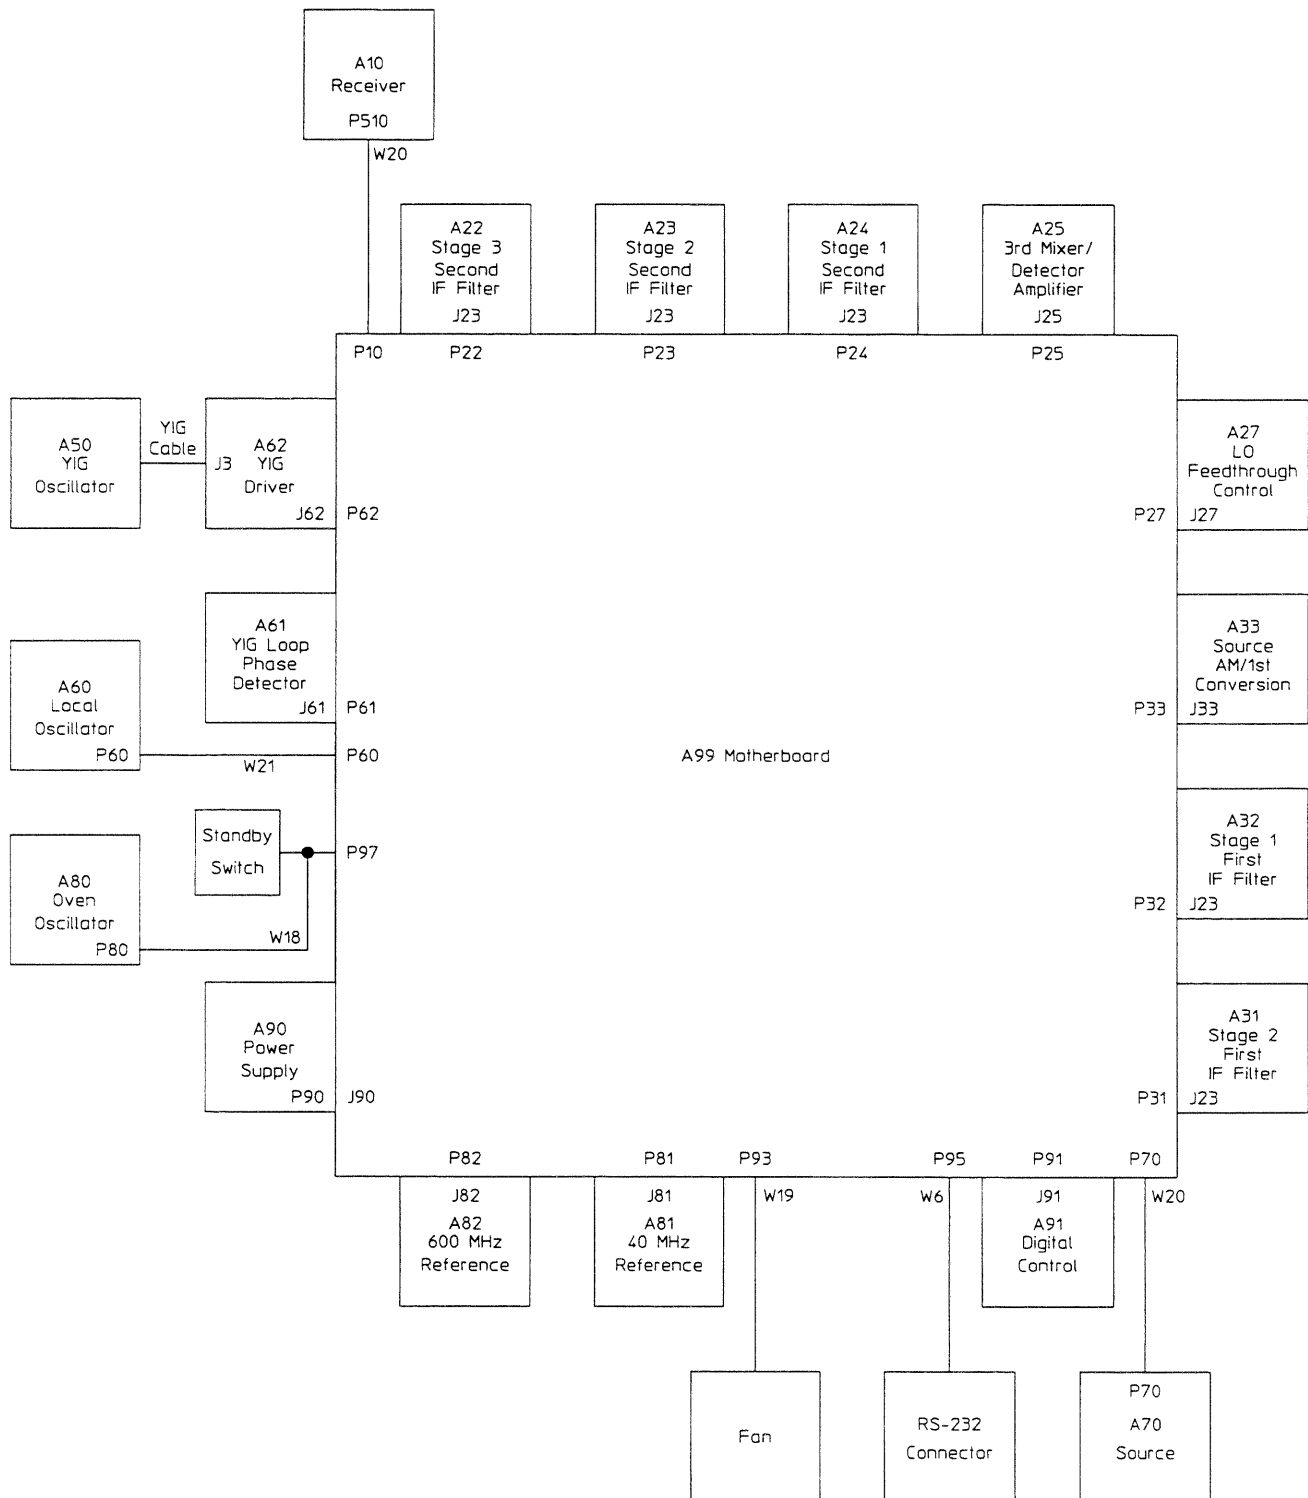 A10
Receiver
P510
W20
A22
Stage 3
Second
IF Filter
J23
A23
Stage 2
Second
IF Filter
J23
A24
Stage 1
Second
IF Filter
J23
A25
3rd Mixer/
Detector
Amplifier
J25
P10
P22
P23
P24
P25
A50
YIG
Oscillator
YIG
Cable
J3
A62
YIG
Driver
J62
P62
P27
A27
LO
Feedthrough
Control
J27
A61
YIG Loop
Phase
Detector
J61
P61
P33
A33
Source
AM/1st
Conversion
J33
A60
Local
Oscillator
P60
W21
P60
A99 Motherboard
Standby
Switch
P97
A80
Oven
Oscillator
P80
W18
P32
A32
Stage 1
First
IF Filter
J23
A90
Power
Supply
P90
J90
P31
A31
Stage 2
First
IF Filter
J23
P82
P81
P93
P95
P91
P70
J82
A82
600 MHz
Reference
J81
A81
40 MHz
Reference
W19
W6
J91
A91
Digital
Control
W20
Fan
RS-232
Connector
P70
A70
Source